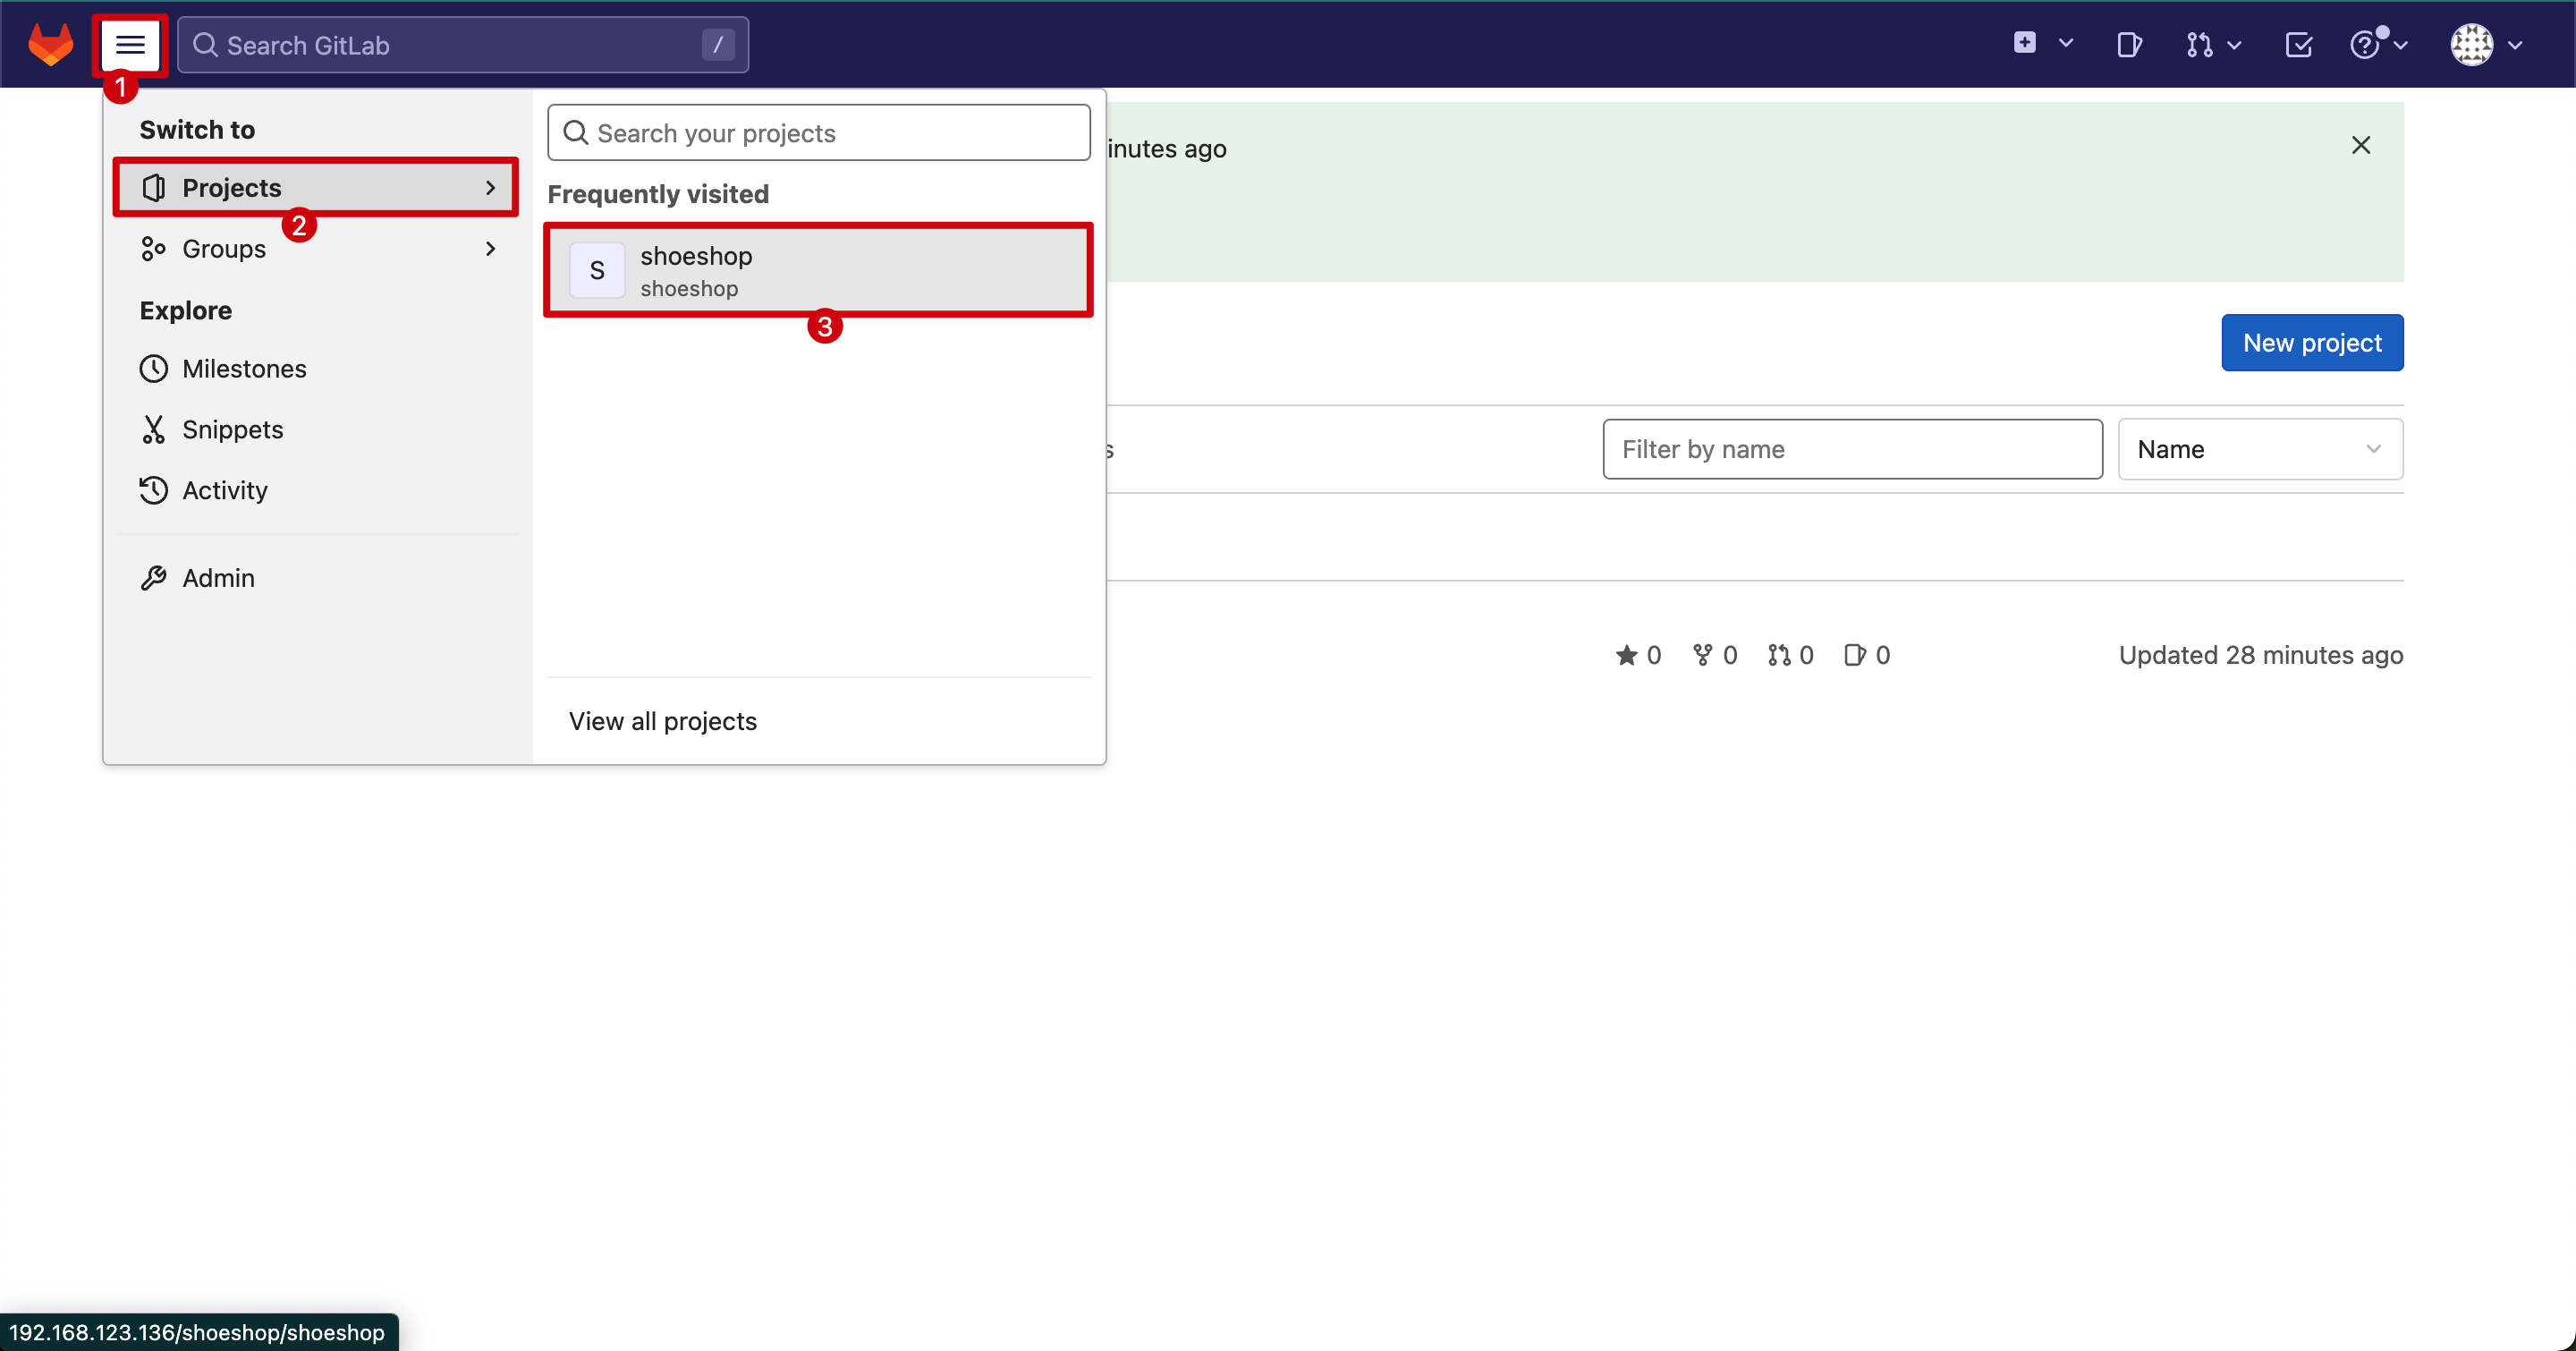 Search GitLab /
1
Switch to
Search your projects
inutes ago
Projects
2
Frequently visited
Groups
S
shoeshop
shoeshop
3
Explore
New project
Milestones
Snippets
s
Filter by name
Name
Activity
Admin
0 0 0 0
Updated 28 minutes ago
View all projects
192.168.123.136/shoeshop/shoeshop